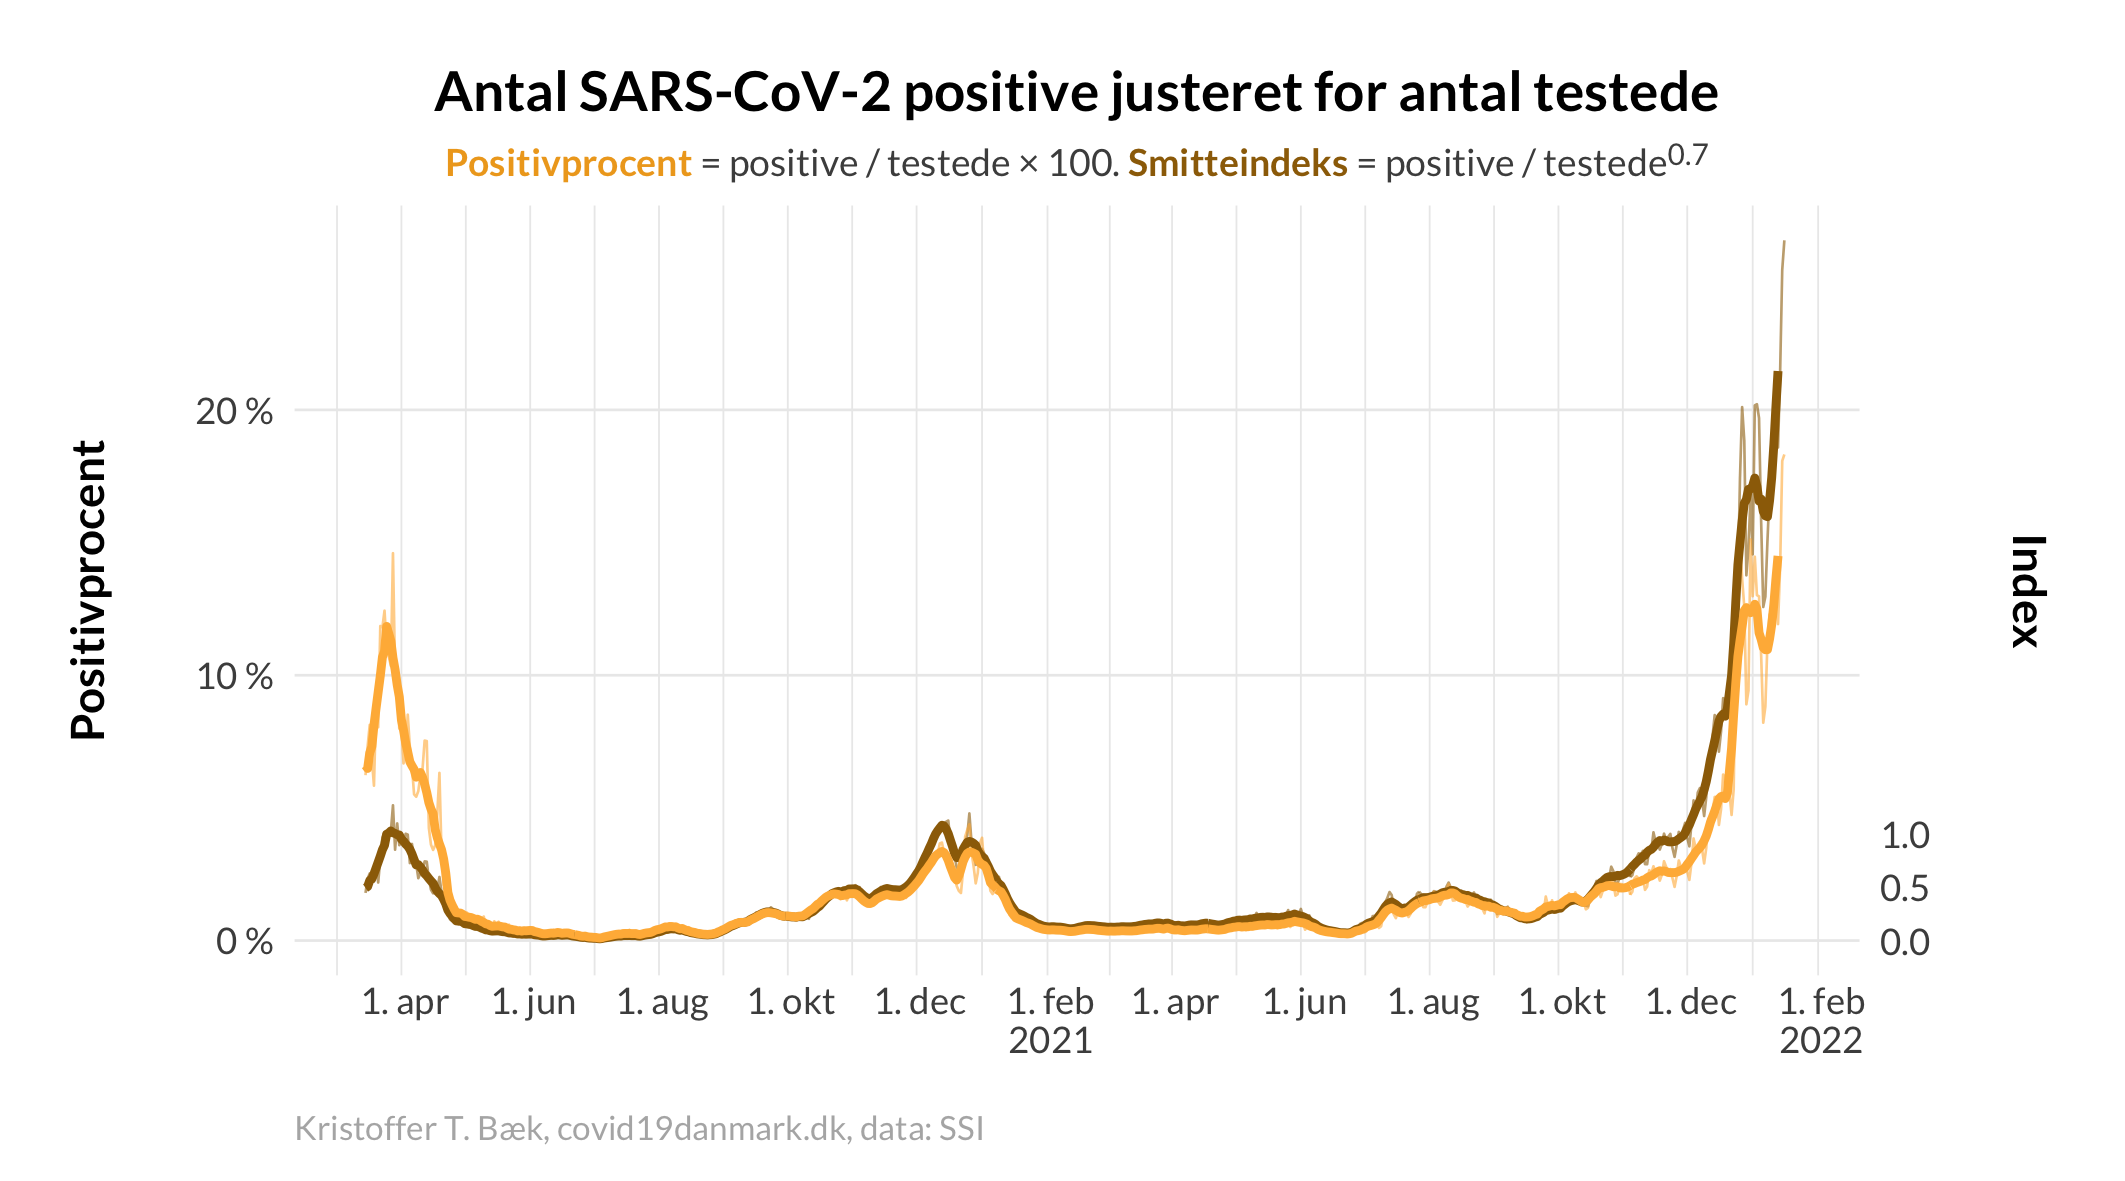 Antal SARS-CoV-2 positive justeret for antal testede
Positivprocent = positive / testede × 100. Smitteindeks = positive / testede^0.7
Positivprocent
20 %
10 %
0 %
Index
1.0
0.5
0.0
1. apr 1. jun 1. aug 1. okt 1. dec 1. feb 1. apr 1. jun 1. aug 1. okt 1. dec 1. feb
2021 2022
Kristoffer T. Bæk, covid19danmark.dk, data: SSI